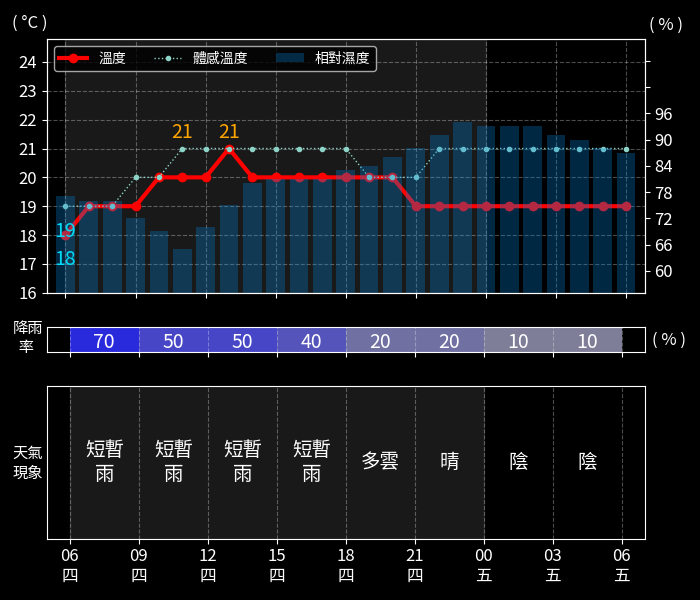 ( °C )
( % )
溫度 體感溫度 相對濕度
24
23
22
21
20
19
18
17
16
21 21
19
18
96
90
84
78
72
66
60
降雨率
70 50 50 40 20 20 10 10
( % )
天氣現象
短暫雨 短暫雨 短暫雨 短暫雨 多雲 晴 陰 陰
06 09 12 15 18 21 00 03 06
四 四 四 四 四 四 五 五 五